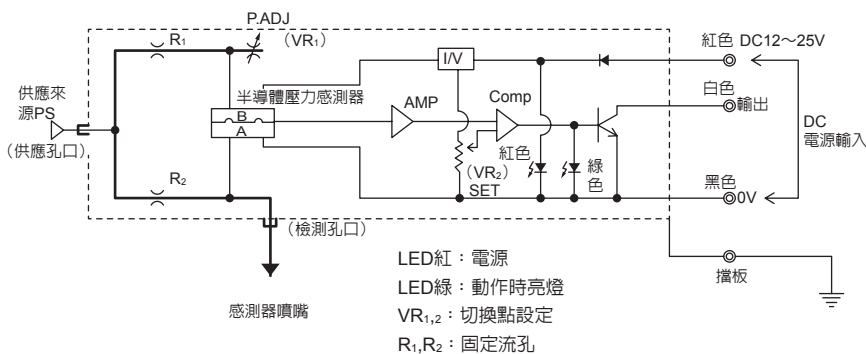 P.ADJ
R₁
（VR₁）
I/V
紅色 DC12～25V
白色
輸出
供應來
源PS
（供應孔口）
半導體壓力感測器
B
A
AMP
Comp
DC
電源輸入
紅色
綠
色
（VR₂）
SET
R₂
黑色
0V
（檢測孔口）
擋板
感測器噴嘴
LED紅：電源
LED綠：動作時亮燈
VR₁,₂：切換點設定
R₁,R₂：固定流孔